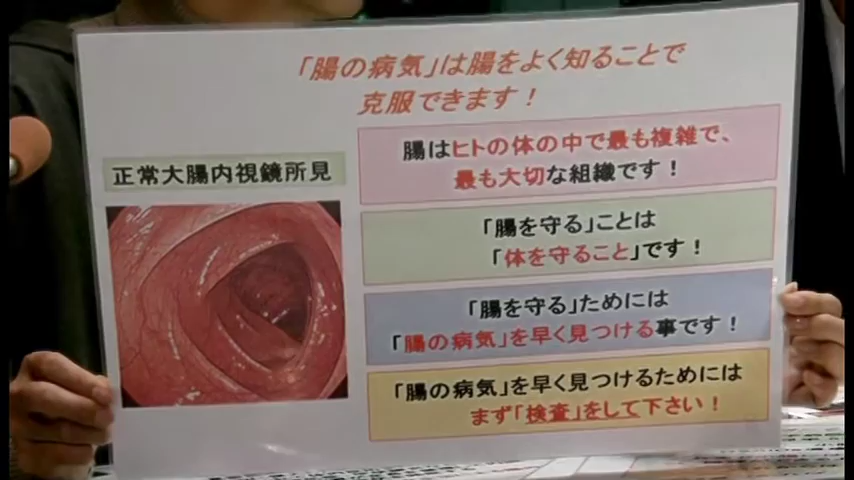 「腸の病気」は腸をよく知ることで
克服できます！
正常大腸内視鏡所見
腸はヒトの体の中で最も複雑で、
最も大切な組織です！
「腸を守る」ことは
「体を守ること」です！
「腸を守る」ためには
「腸の病気」を早く見つける事です！
「腸の病気」を早く見つけるためには
まず「検査」をして下さい！